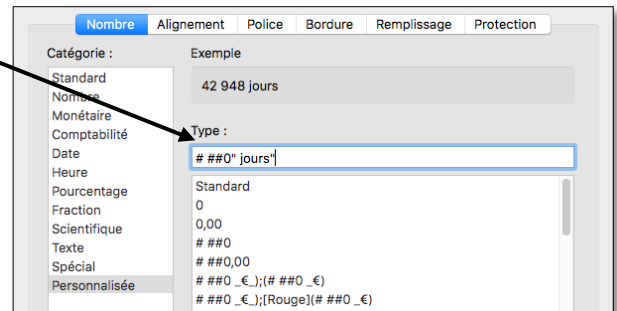 Nombre Alignement Police Bordure Remplissage Protection
Catégorie :
Standard
Nombre
Monétaire
Comptabilité
Date
Heure
Pourcentage
Fraction
Scientifique
Texte
Spécial
Personnalisée
Exemple
42 948 jours
Type :
# ##0" jours"
Standard
0
0,00
# ##0
# ##0,00
# ##0 _€_);(# ##0 _€)
# ##0 _€_);[Rouge](# ##0 _€)